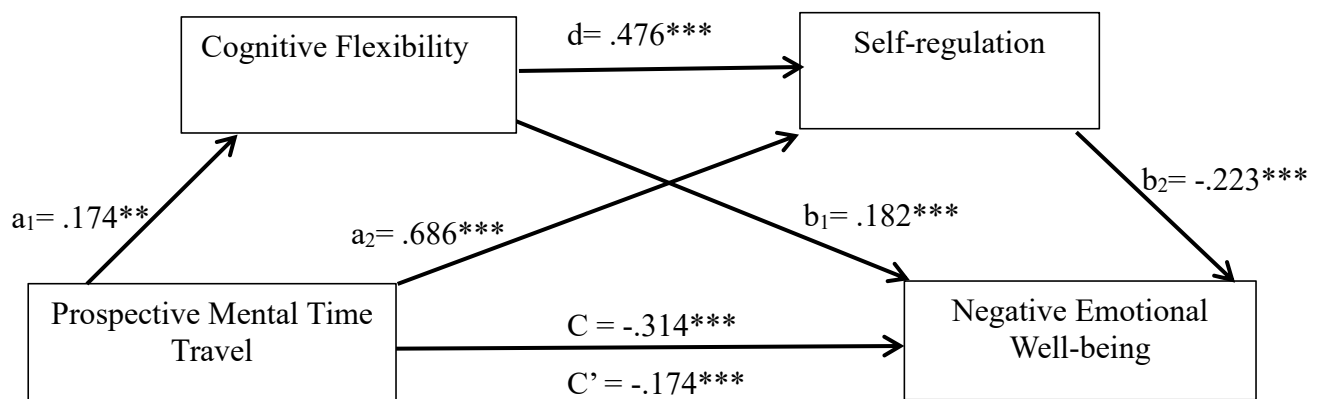 Cognitive Flexibility
d= .476***
Self-regulation
a₁= .174**
a₂= .686***
b₁= .182***
b₂= -.223***
Prospective Mental Time
Travel
C = -.314***
C’ = -.174***
Negative Emotional
Well-being